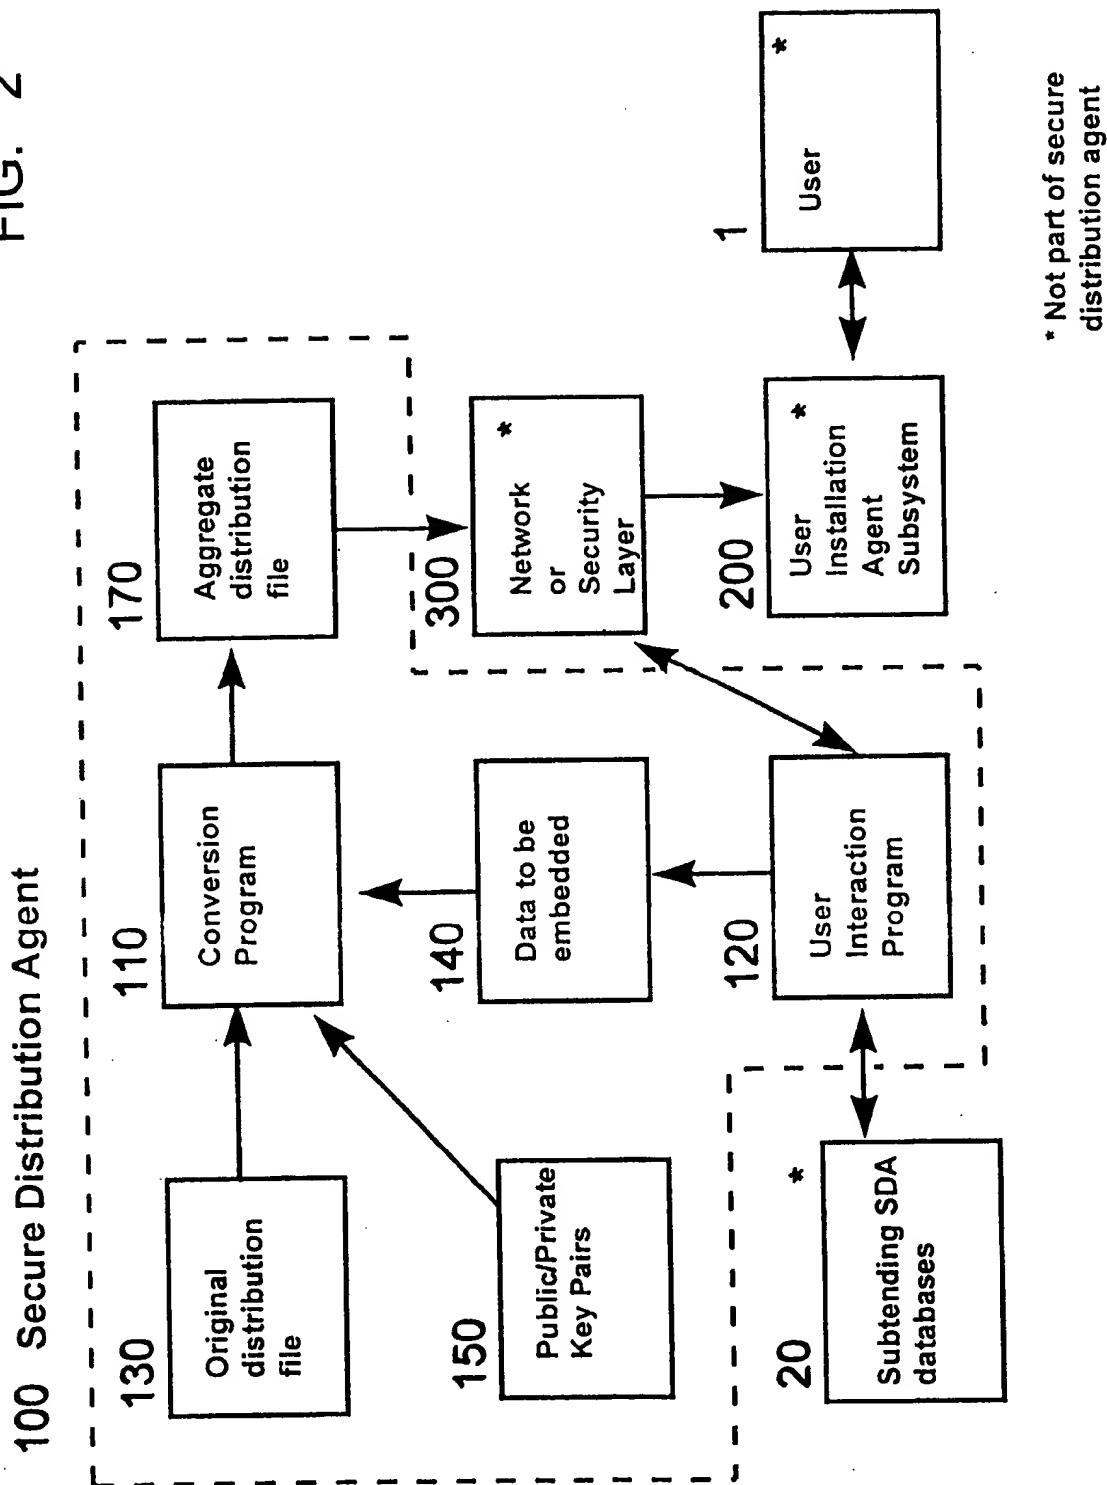 FIG. 2
100 Secure Distribution Agent
130
Original
distribution
file
110
Conversion
Program
170
Aggregate
distribution
file
150
Public/Private
Key Pairs
140
Data to be
embedded
300
*
Network
or
Security
Layer
20
*
Subtending SDA
databases
120
User
Interaction
Program
200
User *
Installation
Agent
Subsystem
1
*
User
* Not part of secure
distribution agent